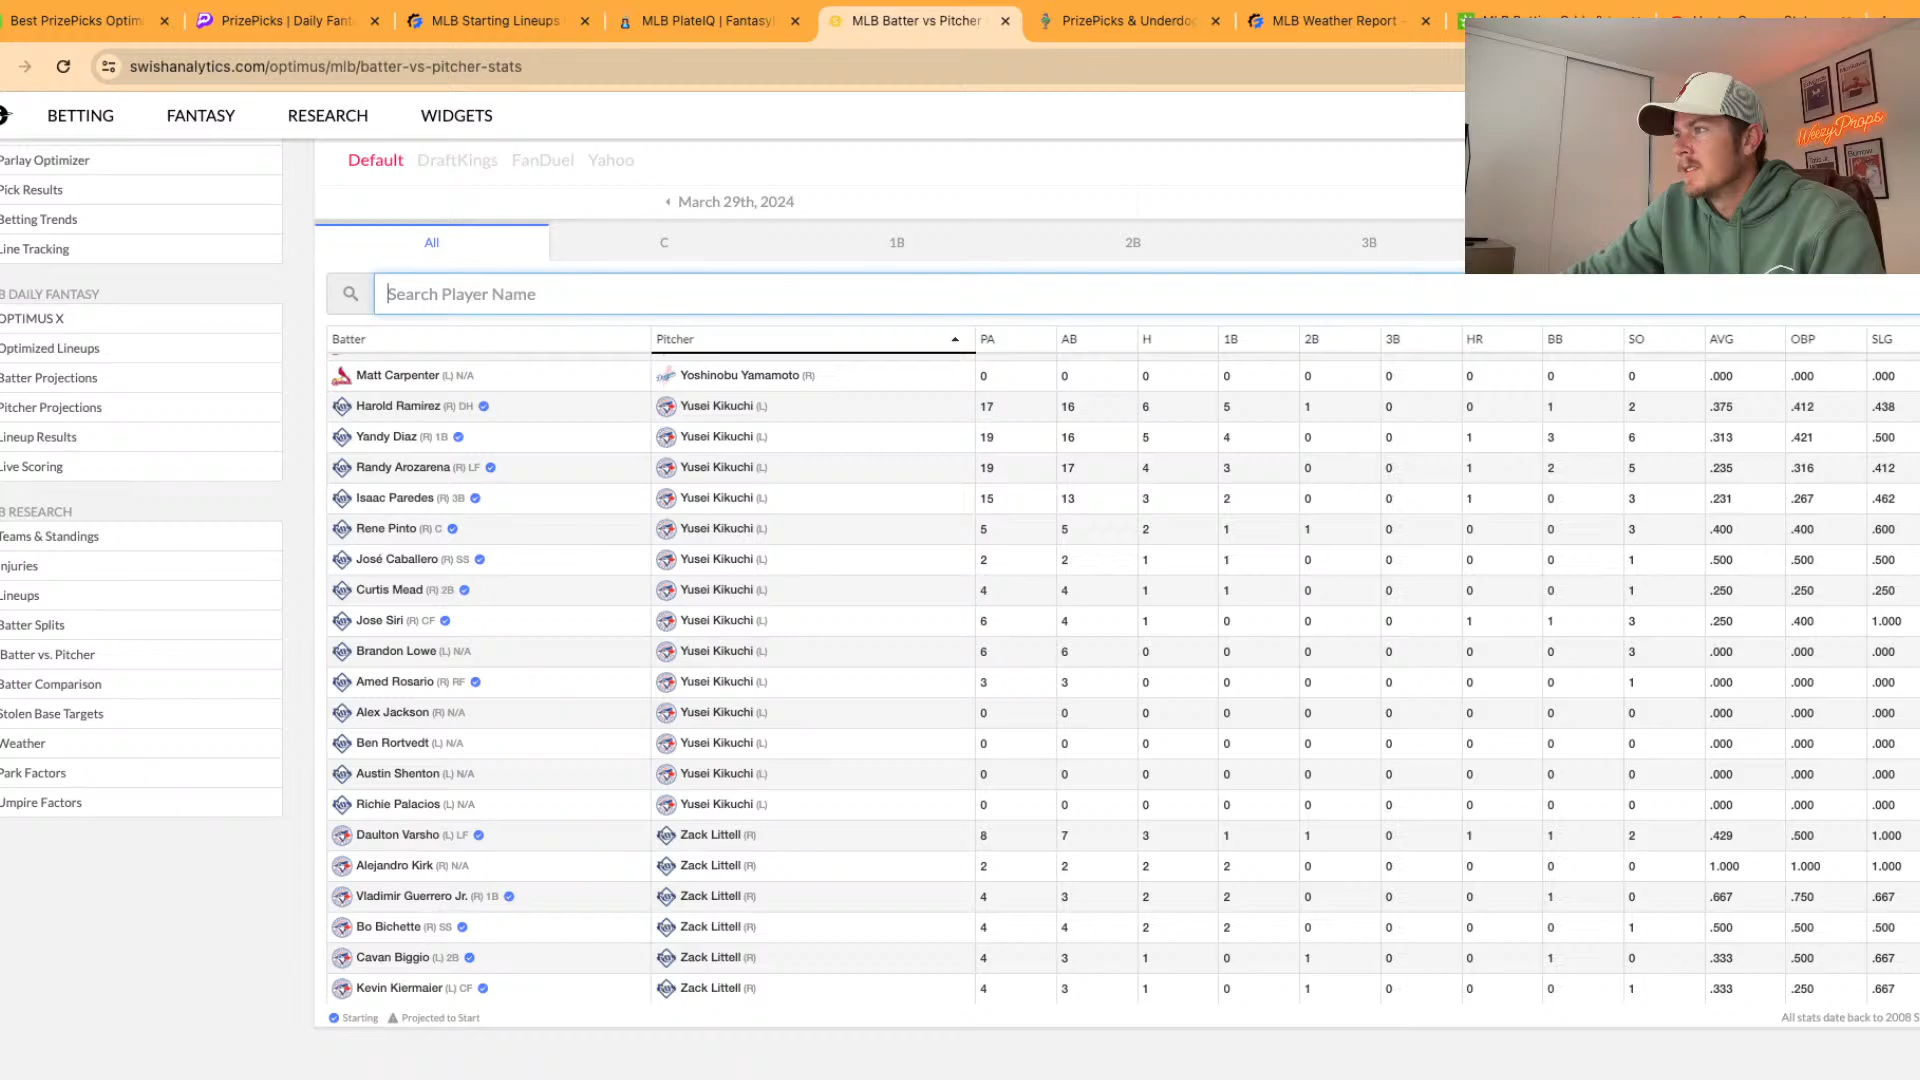 Best PrizePicks Optim
PrizePicks | Daily Fant
MLB Starting Lineups
MLB PlateIQ | Fantasy
MLB Batter vs Pitcher
PrizePicks & Underdo
MLB Weather Report -
swishanalytics.com/optimus/mlb/batter-vs-pitcher-stats
BETTING FANTASY RESEARCH WIDGETS
WeezyProps
Burrow
Parlay Optimizer
Pick Results
Betting Trends
Line Tracking
B DAILY FANTASY
OPTIMUS X
Optimized Lineups
Batter Projections
Pitcher Projections
Lineup Results
Live Scoring
B RESEARCH
Teams & Standings
njuries
Lineups
Batter Splits
Batter vs. Pitcher
Batter Comparison
Stolen Base Targets
Weather
Park Factors
Umpire Factors
Default DraftKings FanDuel Yahoo
March 29th, 2024
All C 1B 2B 3B
Search Player Name
Batter Pitcher PA AB H 1B 2B 3B HR BB SO AVG OBP SLG
Matt Carpenter (L) N/A Yoshinobu Yamamoto (R) 0 0 0 0 0 0 0 0 0 .000 .000 .000
Harold Ramirez (R) DH Yusei Kikuchi (L) 17 16 6 5 1 0 0 1 2 .375 .412 .438
Yandy Diaz (R) 1B Yusei Kikuchi (L) 19 16 5 4 0 0 1 3 6 .313 .421 .500
Randy Arozarena (R) LF Yusei Kikuchi (L) 19 17 4 3 0 0 1 2 5 .235 .316 .412
Isaac Paredes (R) 3B Yusei Kikuchi (L) 15 13 3 2 0 0 1 0 3 .231 .267 .462
Rene Pinto (R) C Yusei Kikuchi (L) 5 5 2 1 1 0 0 0 3 .400 .400 .600
José Caballero (R) SS Yusei Kikuchi (L) 2 2 1 1 0 0 0 0 1 .500 .500 .500
Curtis Mead (R) 2B Yusei Kikuchi (L) 4 4 1 1 0 0 0 0 1 .250 .250 .250
Jose Siri (R) CF Yusei Kikuchi (L) 6 4 1 0 0 0 1 1 3 .250 .400 1.000
Brandon Lowe (L) N/A Yusei Kikuchi (L) 6 6 0 0 0 0 0 0 3 .000 .000 .000
Amed Rosario (R) RF Yusei Kikuchi (L) 3 3 0 0 0 0 0 0 1 .000 .000 .000
Alex Jackson (R) N/A Yusei Kikuchi (L) 0 0 0 0 0 0 0 0 0 .000 .000 .000
Ben Rortvedt (L) N/A Yusei Kikuchi (L) 0 0 0 0 0 0 0 0 0 .000 .000 .000
Austin Shenton (L) N/A Yusei Kikuchi (L) 0 0 0 0 0 0 0 0 0 .000 .000 .000
Richie Palacios (L) N/A Yusei Kikuchi (L) 0 0 0 0 0 0 0 0 0 .000 .000 .000
Daulton Varsho (L) LF Zack Littell (R) 8 7 3 1 1 0 1 1 2 .429 .500 1.000
Alejandro Kirk (R) N/A Zack Littell (R) 2 2 2 2 0 0 0 0 0 1.000 1.000 1.000
Vladimir Guerrero Jr. (R) 1B Zack Littell (R) 4 3 2 2 0 0 0 1 0 .667 .750 .667
Bo Bichette (R) SS Zack Littell (R) 4 4 2 2 0 0 0 0 1 .500 .500 .500
Cavan Biggio (L) 2B Zack Littell (R) 4 3 1 0 1 0 0 1 0 .333 .500 .667
Kevin Kiermaier (L) CF Zack Littell (R) 4 3 1 0 1 0 0 0 1 .333 .250 .667
Starting Projected to Start
All stats date back to 2008 S